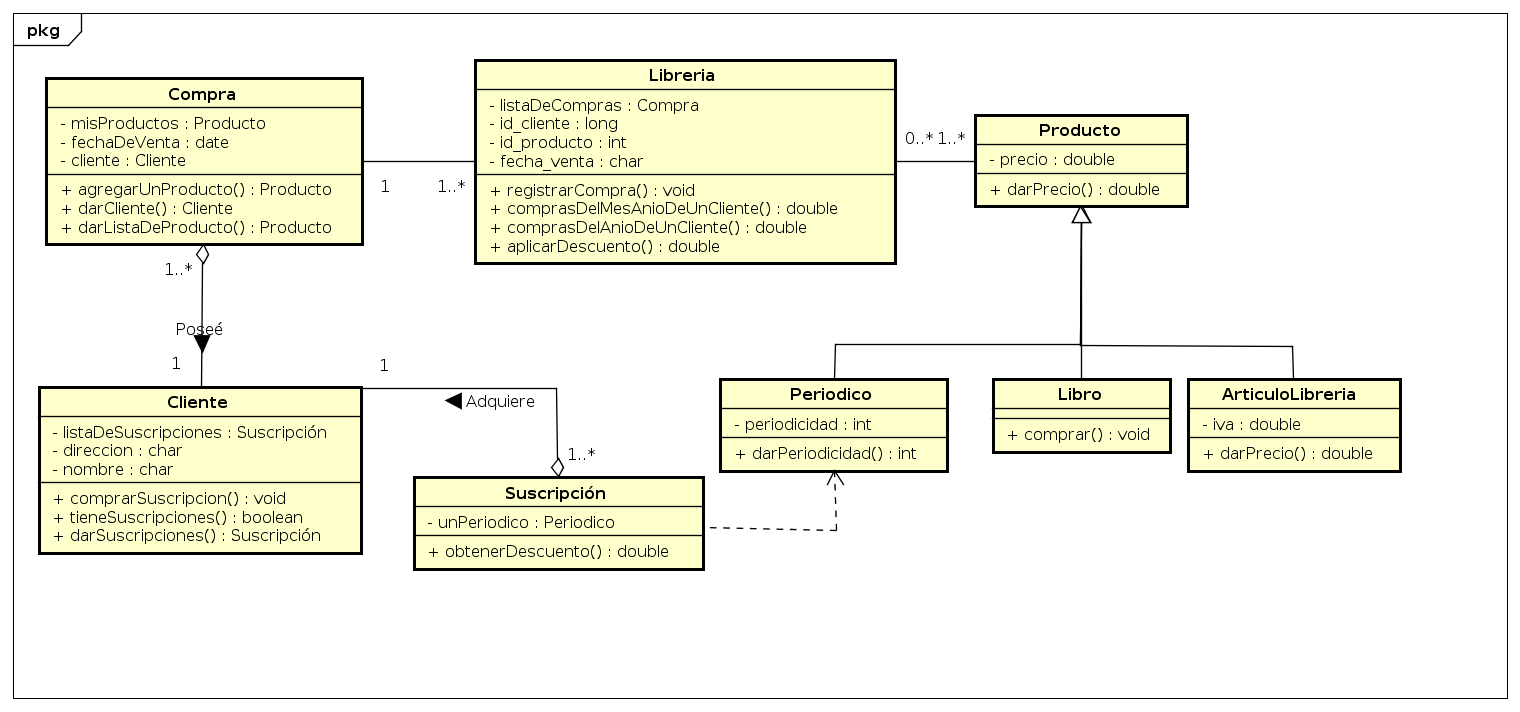 pkg
Compra
- misProductos : Producto
- fechaDeVenta : date
- cliente : Cliente
+ agregarUnProducto() : Producto
+ darCliente() : Cliente
+ darListaDeProducto() : Producto
1
1..*
Libreria
- listaDeCompras : Compra
- id_cliente : long
- id_producto : int
- fecha_venta : char
+ registrarCompra() : void
+ comprasDelMesAnioDeUnCliente() : double
+ comprasDelAnioDeUnCliente() : double
+ aplicarDescuento() : double
0..* 1..*
Producto
- precio : double
+ darPrecio() : double
1..*
Poseé
1
Cliente
- listaDeSuscripciones : Suscripción
- direccion : char
- nombre : char
+ comprarSuscripcion() : void
+ tieneSuscripciones() : boolean
+ darSuscripciones() : Suscripción
1
Adquiere
1..*
Suscripción
- unPeriodico : Periodico
+ obtenerDescuento() : double
Periodico
- periodicidad : int
+ darPeriodicidad() : int
Libro
+ comprar() : void
ArticuloLibreria
- iva : double
+ darPrecio() : double